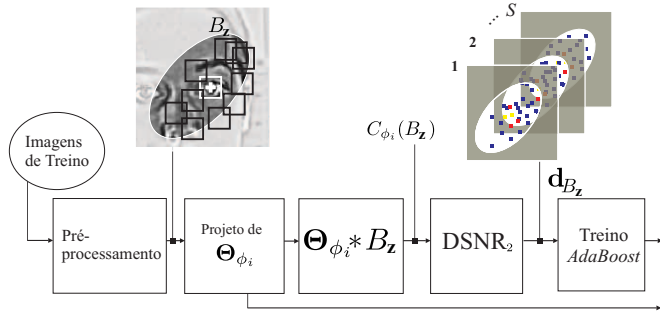 B_z
... S
2
1
Imagens
de Treino
C_{ϕ_i}(B_z)
d_{B_z}
Pré-
processamento
Projeto de
Θ_{ϕ_i}
Θ_{ϕ_i} * B_z
DSNR₂
Treino
AdaBoost